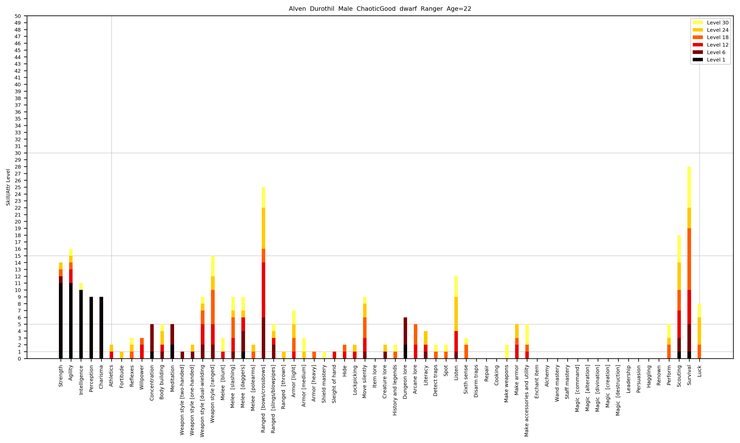 Alven Durothil Male ChaoticGood dwarf Ranger Age=22
Level 30
Level 24
Level 18
Level 12
Level 6
Level 1
Skill/Attr Level
50
49
48
47
46
45
44
43
42
41
40
39
38
37
36
35
34
33
32
31
30
29
28
27
26
25
24
23
22
21
20
19
18
17
16
15
14
13
12
11
10
9
8
7
6
5
4
3
2
1
0
Strength
Agility
Intelligence
Perception
Charisma
Athletics
Fortitude
Reflexes
Willpower
Concentration
Body building
Meditation
Weapon style [two-handed]
Weapon style [one-handed]
Weapon style [dual-wielding]
Weapon style [ranged]
Melee [blunt]
Melee [slashing]
Melee [daggers]
Melee [polearms]
Ranged [bows/crossbows]
Ranged [slings/blowpipes]
Ranged [thrown]
Armor [light]
Armor [medium]
Armor [heavy]
Shield mastery
Sleight of hand
Hide
Lockpicking
Move silently
Item lore
Creature lore
History and legends
Dungeon lore
Arcane lore
Literacy
Detect traps
Spot
Listen
Sixth sense
Disarm traps
Repair
Cooking
Make weapons
Make armor
Make accessories and utility
Enchant item
Alchemy
Wand mastery
Staff mastery
Magic [command]
Magic [alteration]
Magic [divination]
Magic [creation]
Magic [destruction]
Leadership
Persuasion
Haggling
Renown
Perform
Scouting
Survival
Luck